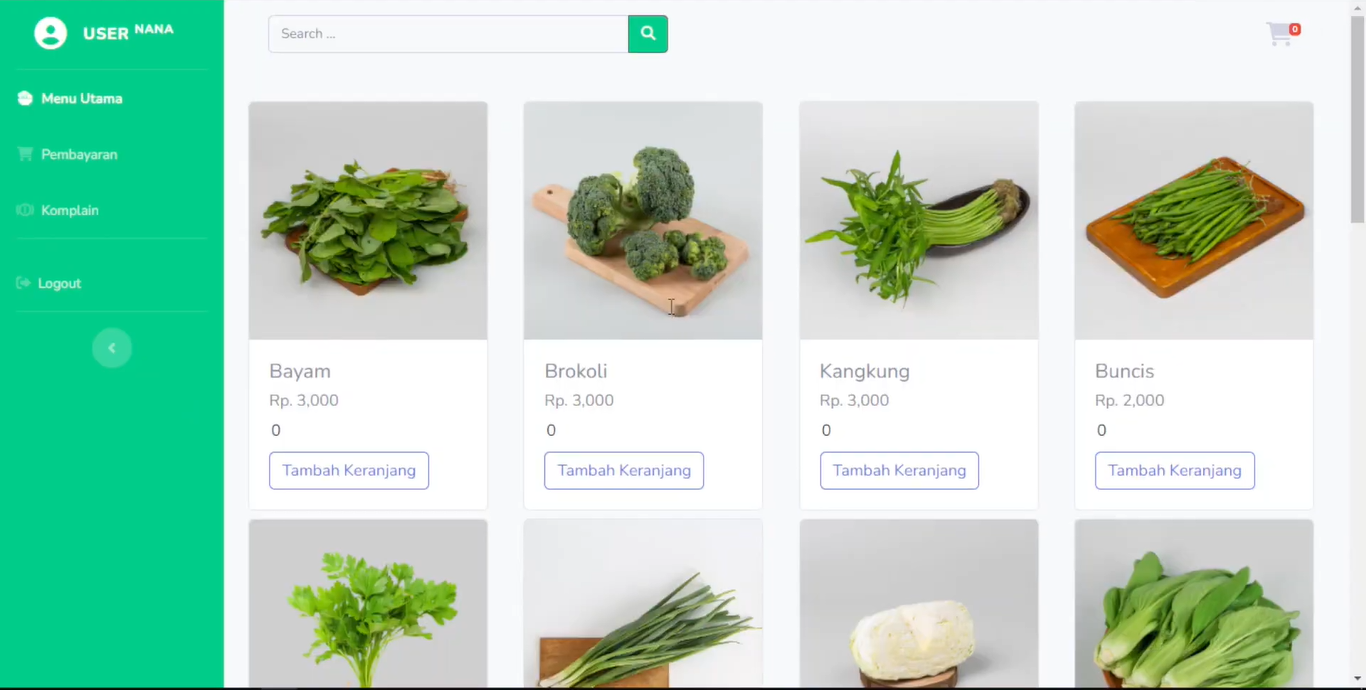 USER NANA
Search ...
0
Menu Utama
Pembayaran
Komplain
Logout
Bayam
Rp. 3,000
0
Tambah Keranjang
Brokoli
Rp. 3,000
0
Tambah Keranjang
Kangkung
Rp. 3,000
0
Tambah Keranjang
Buncis
Rp. 2,000
0
Tambah Keranjang